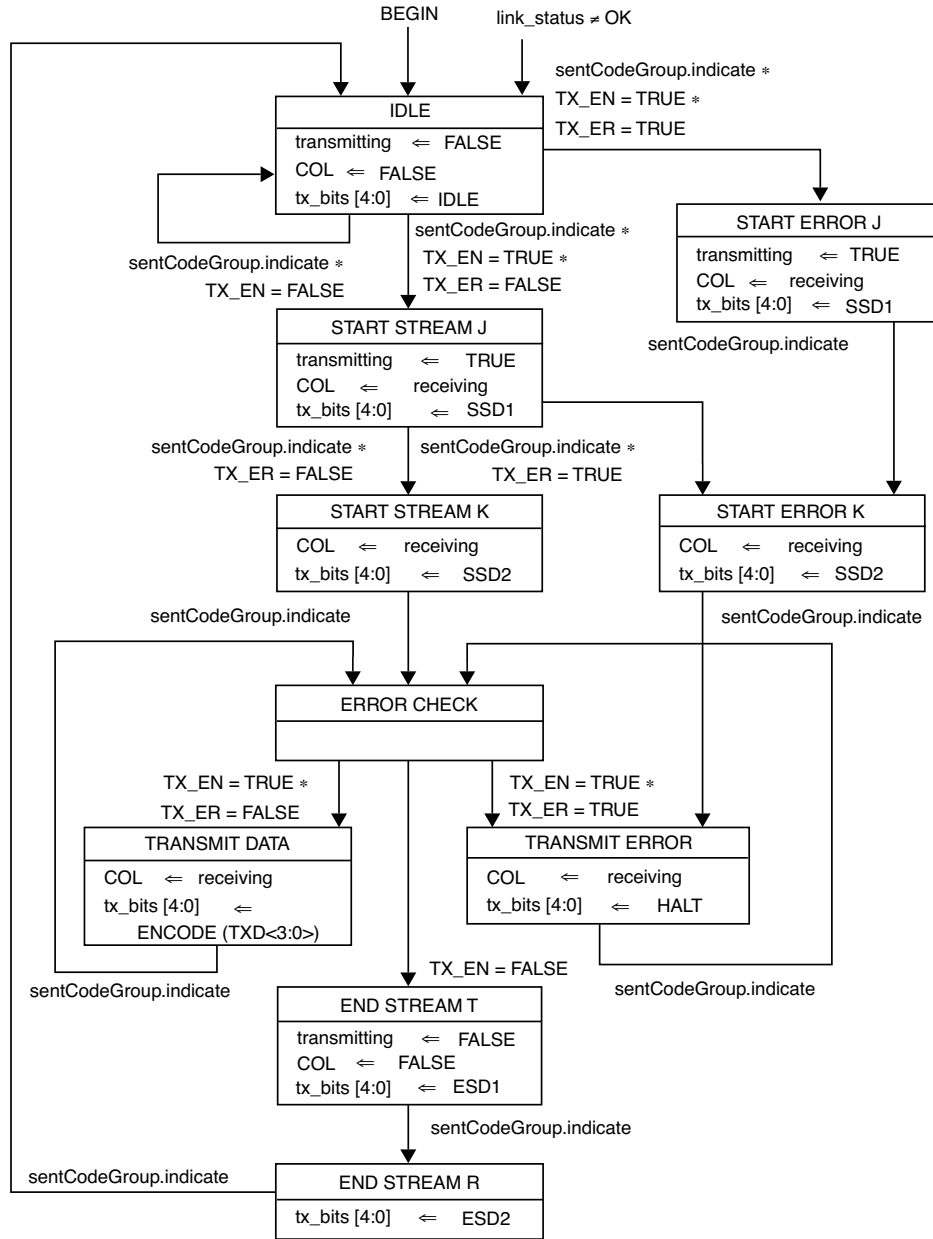 BEGIN
link_status ≠ OK
sentCodeGroup.indicate *
TX_EN = TRUE *
TX_ER = TRUE
IDLE
transmitting ⇐ FALSE
COL ⇐ FALSE
tx_bits [4:0] ⇐ IDLE
sentCodeGroup.indicate *
TX_EN = FALSE
sentCodeGroup.indicate *
TX_EN = TRUE *
TX_ER = FALSE
START ERROR J
transmitting ⇐ TRUE
COL ⇐ receiving
tx_bits [4:0] ⇐ SSD1
sentCodeGroup.indicate
START STREAM J
transmitting ⇐ TRUE
COL ⇐ receiving
tx_bits [4:0] ⇐ SSD1
sentCodeGroup.indicate *
TX_ER = FALSE
sentCodeGroup.indicate *
TX_ER = TRUE
START STREAM K
COL ⇐ receiving
tx_bits [4:0] ⇐ SSD2
START ERROR K
COL ⇐ receiving
tx_bits [4:0] ⇐ SSD2
sentCodeGroup.indicate
sentCodeGroup.indicate
ERROR CHECK
TX_EN = TRUE *
TX_ER = FALSE
TX_EN = TRUE *
TX_ER = TRUE
TRANSMIT DATA
COL ⇐ receiving
tx_bits [4:0] ⇐
ENCODE (TXD<3:0>)
TRANSMIT ERROR
COL ⇐ receiving
tx_bits [4:0] ⇐ HALT
sentCodeGroup.indicate
TX_EN = FALSE
sentCodeGroup.indicate
END STREAM T
transmitting ⇐ FALSE
COL ⇐ FALSE
tx_bits [4:0] ⇐ ESD1
sentCodeGroup.indicate
sentCodeGroup.indicate
END STREAM R
tx_bits [4:0] ⇐ ESD2